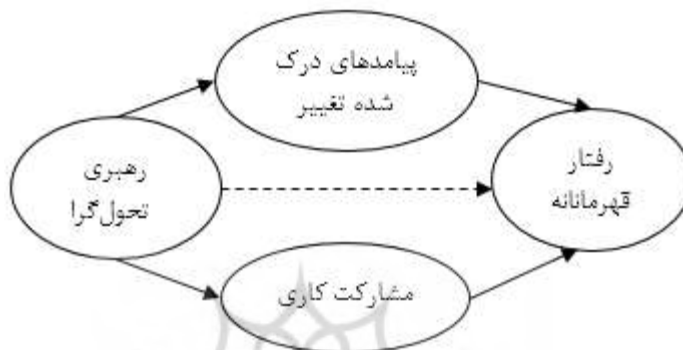 پیامدهای درک
شده تغییر
رهبری
تحول‌گرا
رفتار
قهرمانانه
مشارکت کاری